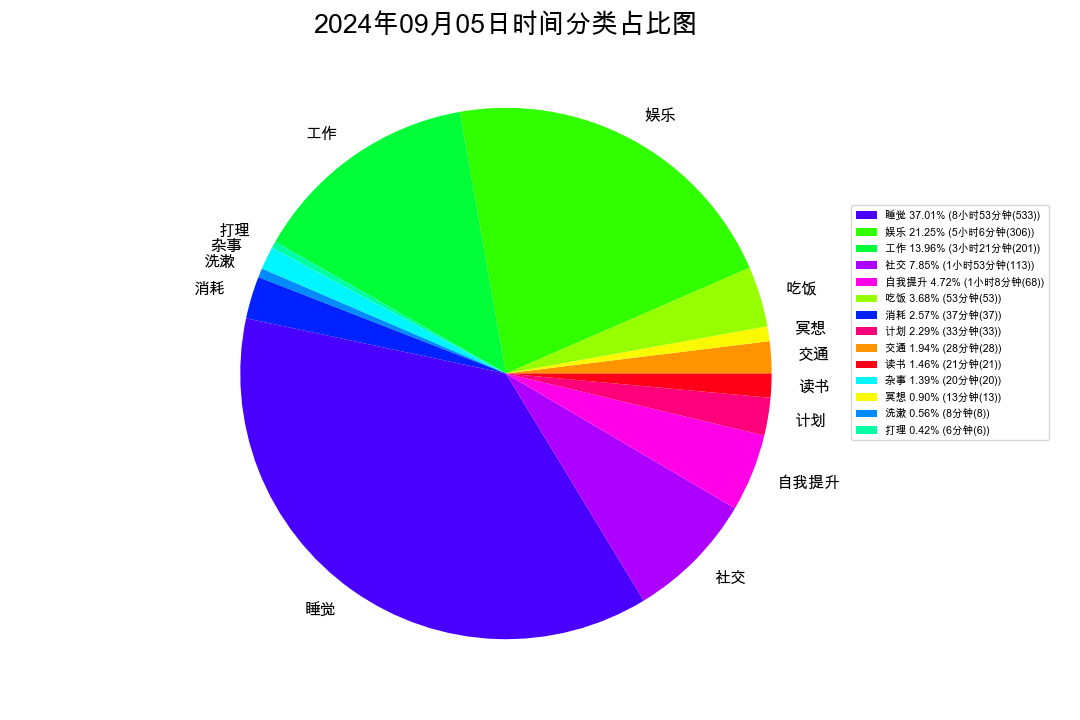 2024年09月05日时间分类占比图
娱乐
工作
打理
杂事
洗漱
消耗
吃饭
冥想
交通
读书
计划
自我提升
社交
睡觉
睡觉 37.01% (8小时53分钟(533))
娱乐 21.25% (5小时6分钟(306))
工作 13.96% (3小时21分钟(201))
社交 7.85% (1小时53分钟(113))
自我提升 4.72% (1小时8分钟(68))
吃饭 3.68% (53分钟(53))
消耗 2.57% (37分钟(37))
计划 2.29% (33分钟(33))
交通 1.94% (28分钟(28))
读书 1.46% (21分钟(21))
杂事 1.39% (20分钟(20))
冥想 0.90% (13分钟(13))
洗漱 0.56% (8分钟(8))
打理 0.42% (6分钟(6))